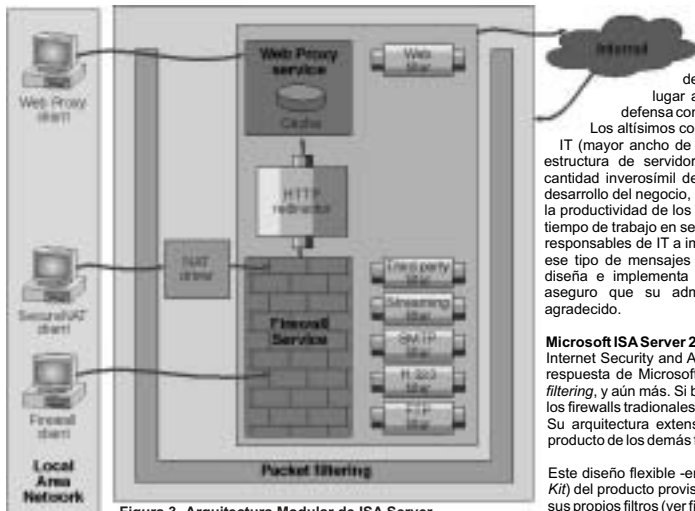 Web Proxy
client
SecureNAT
client
Firewall
client
Local
Area
Network
Web Proxy
service
Cache
HTTP
redirector
NAT
driver
Firewall
Service
Web
filter
Third party
filter
Streaming
filter
SMTP
filter
H.323
filter
FTP
filter
Packet filtering
Internet
Figura 3. Arquitectura Modular de ISA Server
de
lugar a
defensa con
Los altísimos co
IT (mayor ancho de
estructura de servidor
cantidad inverosímil de
desarrollo del negocio,
la productividad de los
tiempo de trabajo en se
responsables de IT a in
ese tipo de mensajes
diseña e implementa
aseguro que su adm
agradecido.
Microsoft ISA Server 2
Internet Security and A
respuesta de Microsoft
filtering, y aún más. Si b
los firewalls tradionales
Su arquitectura extens
producto de los demás f
Este diseño flexible -en
Kit) del producto provis
sus propios filtros (ver fi